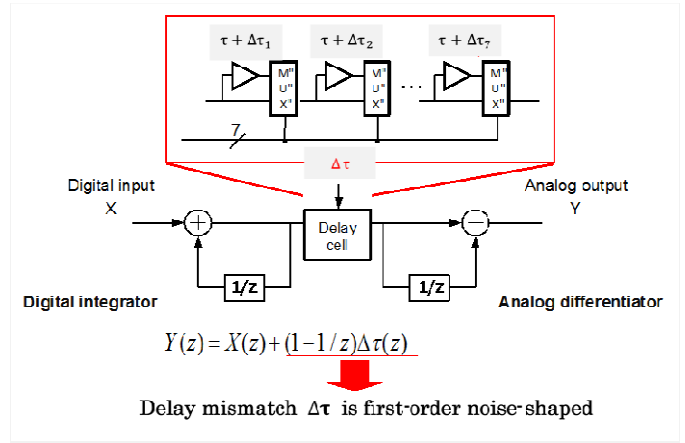 τ + Δτ₁ τ + Δτ₂ τ + Δτ₇
M" M" M"
U" U" ... U"
X" X" X"
7
Δτ
Digital input
X
Analog output
Y
+
Delay
cell
−
1/z
1/z
Digital integrator
Analog differentiator
Y(z) = X(z) + (1−1/z)Δτ(z)
Delay mismatch Δτ is first-order noise-shaped